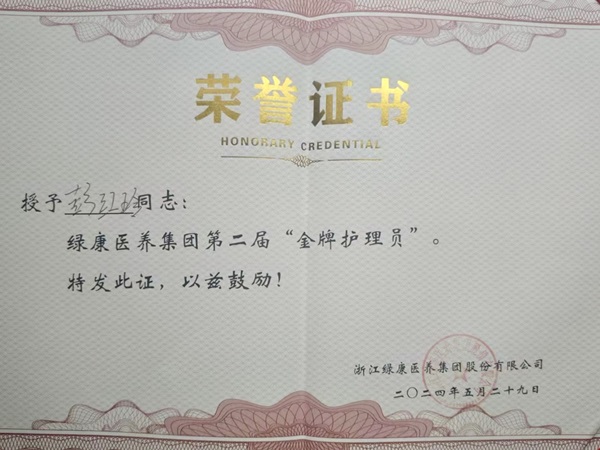 荣誉证书
HONORARY CREDENTIAL
授予彭红玲同志：
绿康医养集团第二届“金牌护理员”。
特发此证，以兹鼓励！
浙江绿康医养集团股份有限公司
二〇二四年五月二十九日